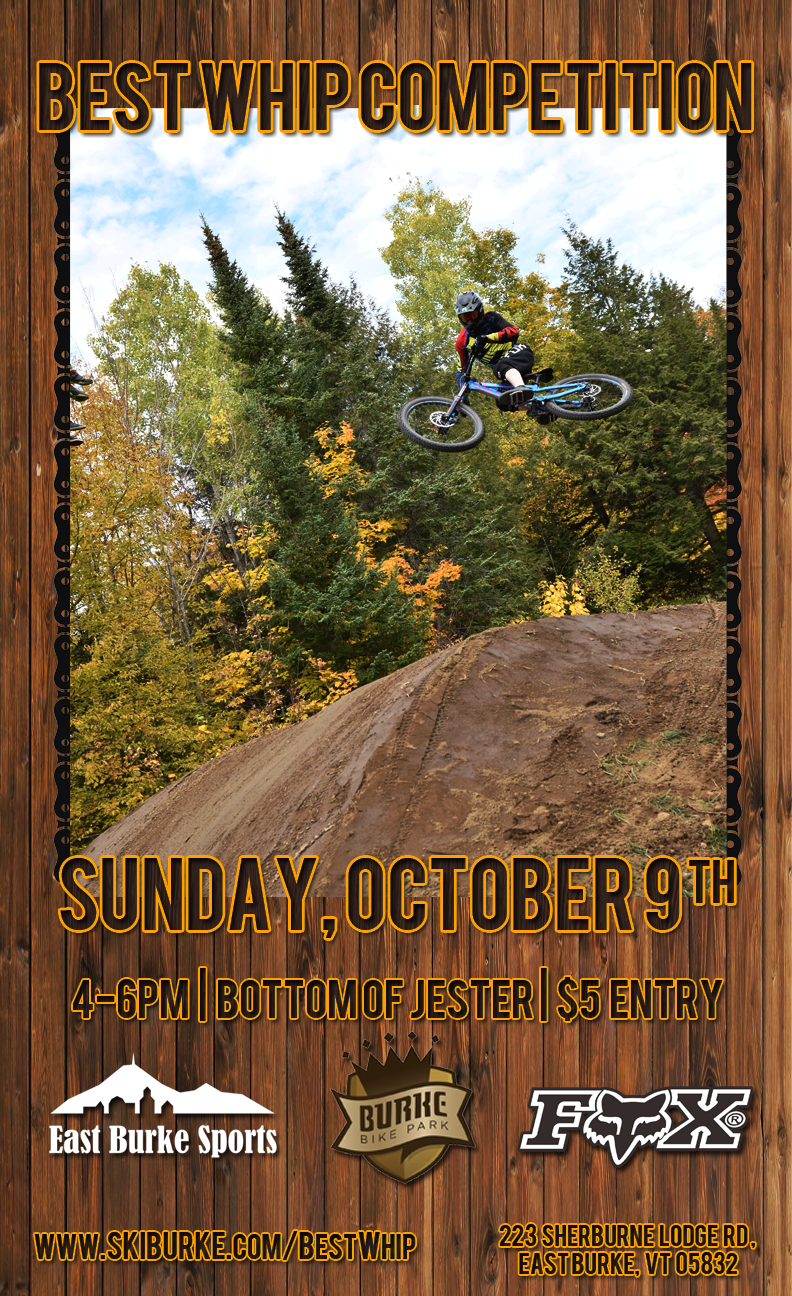 BEST WHIP COMPETITION
SUNDAY, OCTOBER 9TH
4-6PM | BOTTOM OF JESTER | $5 ENTRY
East Burke Sports
BURKE
BIKE PARK
FOX®
WWW.SKIBURKE.COM/BESTWHIP
223 SHERBURNE LODGE RD,
EAST BURKE, VT 05832